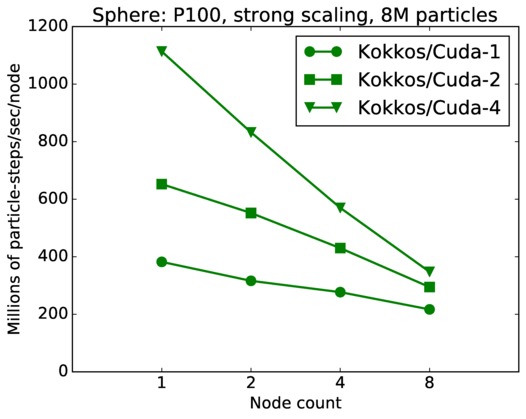 Sphere: P100, strong scaling, 8M particles
Millions of particle-steps/sec/node
1200
1000
800
600
400
200
0
Kokkos/Cuda-1
Kokkos/Cuda-2
Kokkos/Cuda-4
1 2 4 8
Node count